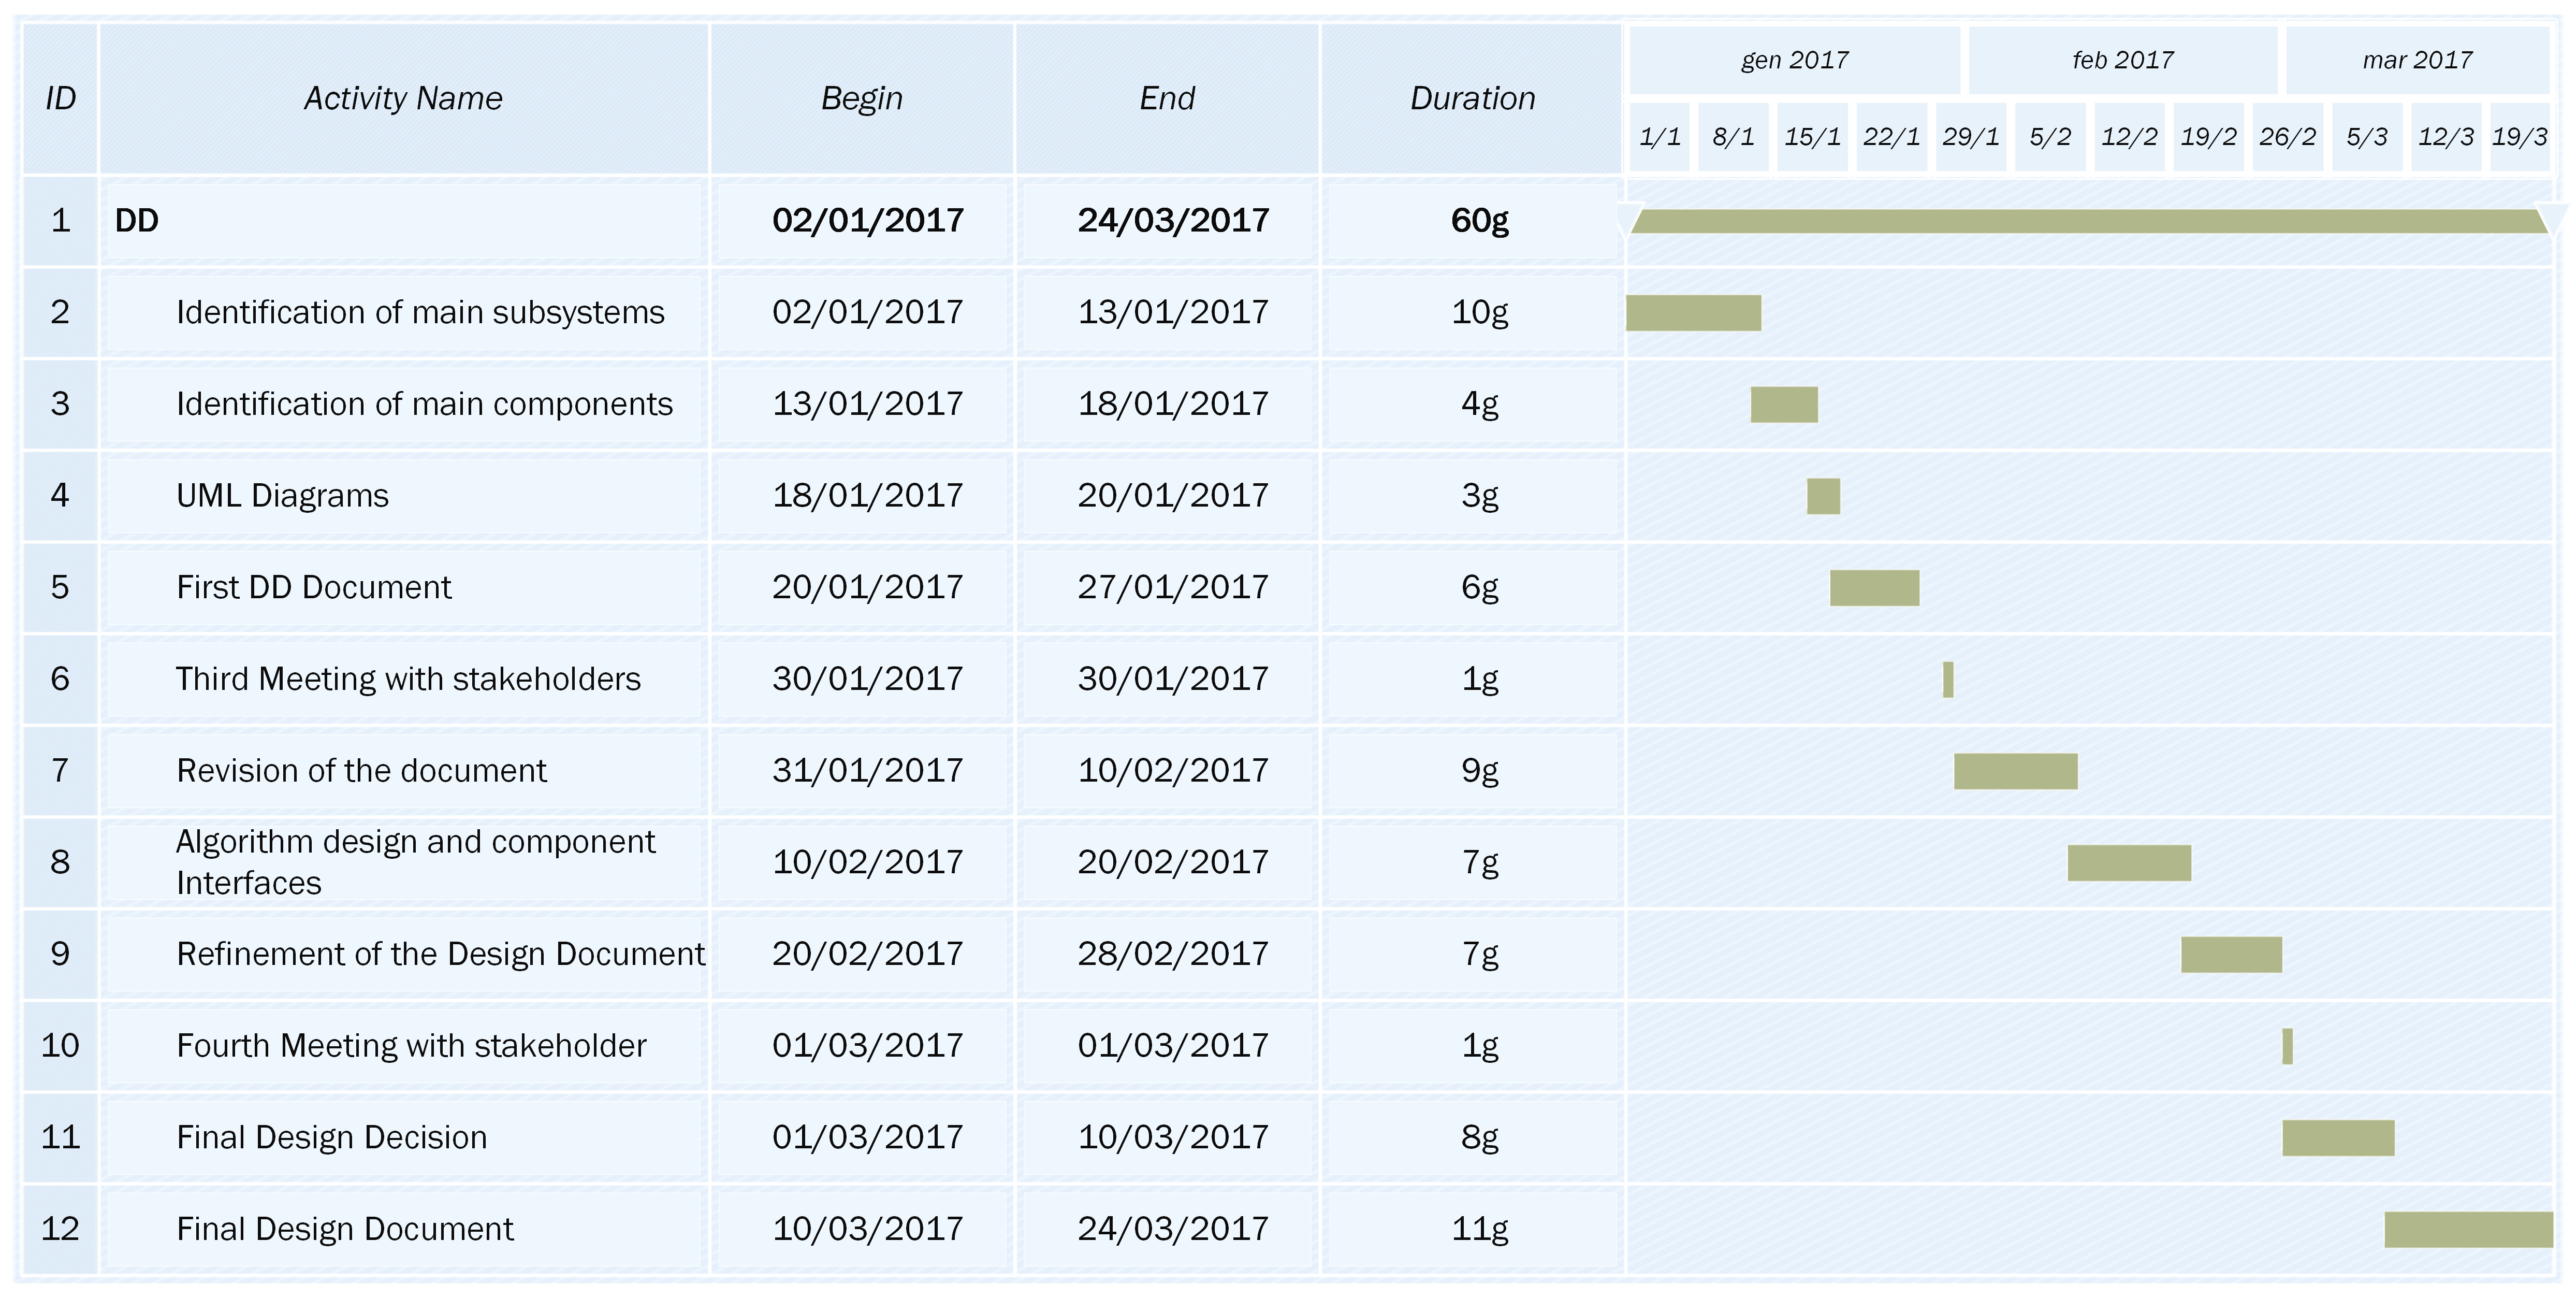 ID Activity Name Begin End Duration gen 2017 feb 2017 mar 2017
1/1 8/1 15/1 22/1 29/1 5/2 12/2 19/2 26/2 5/3 12/3 19/3
1 DD 02/01/2017 24/03/2017 60g
2 Identification of main subsystems 02/01/2017 13/01/2017 10g
3 Identification of main components 13/01/2017 18/01/2017 4g
4 UML Diagrams 18/01/2017 20/01/2017 3g
5 First DD Document 20/01/2017 27/01/2017 6g
6 Third Meeting with stakeholders 30/01/2017 30/01/2017 1g
7 Revision of the document 31/01/2017 10/02/2017 9g
8 Algorithm design and component
Interfaces 10/02/2017 20/02/2017 7g
9 Refinement of the Design Document 20/02/2017 28/02/2017 7g
10 Fourth Meeting with stakeholder 01/03/2017 01/03/2017 1g
11 Final Design Decision 01/03/2017 10/03/2017 8g
12 Final Design Document 10/03/2017 24/03/2017 11g